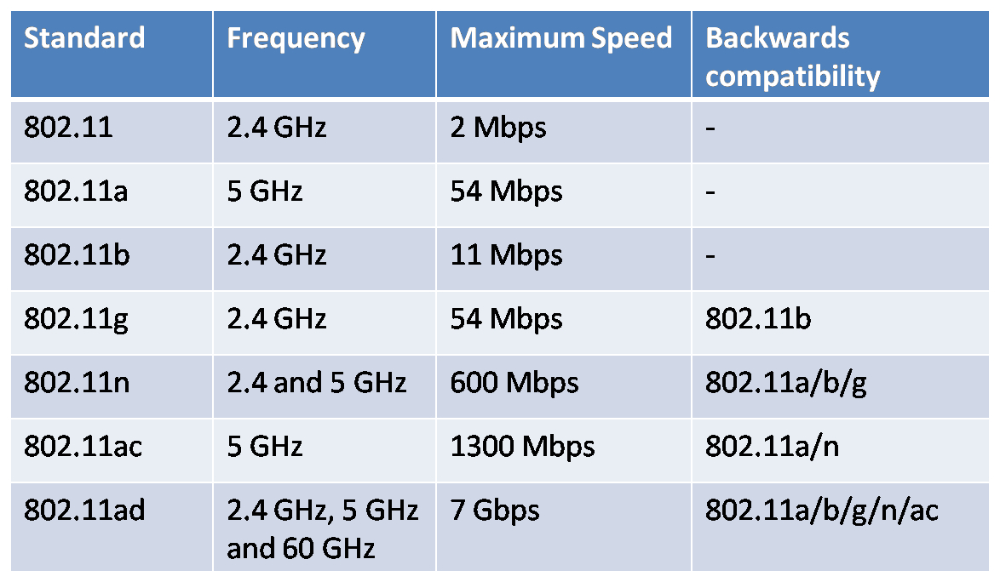 Standard Frequency Maximum Speed Backwards
compatibility
802.11 2.4 GHz 2 Mbps -
802.11a 5 GHz 54 Mbps -
802.11b 2.4 GHz 11 Mbps -
802.11g 2.4 GHz 54 Mbps 802.11b
802.11n 2.4 and 5 GHz 600 Mbps 802.11a/b/g
802.11ac 5 GHz 1300 Mbps 802.11a/n
802.11ad 2.4 GHz, 5 GHz 7 Gbps 802.11a/b/g/n/ac
and 60 GHz